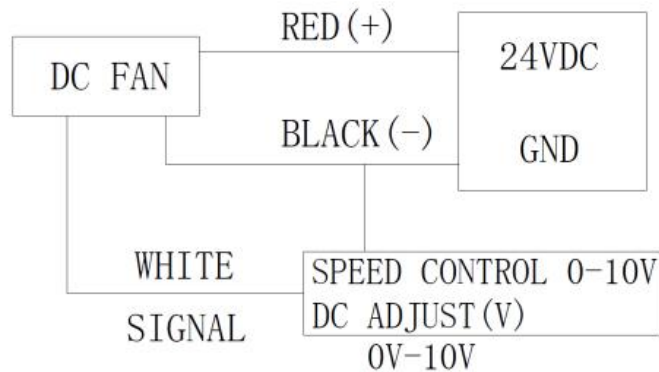 RED(+)
DC FAN
24VDC
BLACK(-)
GND
WHITE
SIGNAL
SPEED CONTROL 0-10V
DC ADJUST(V)
0V-10V